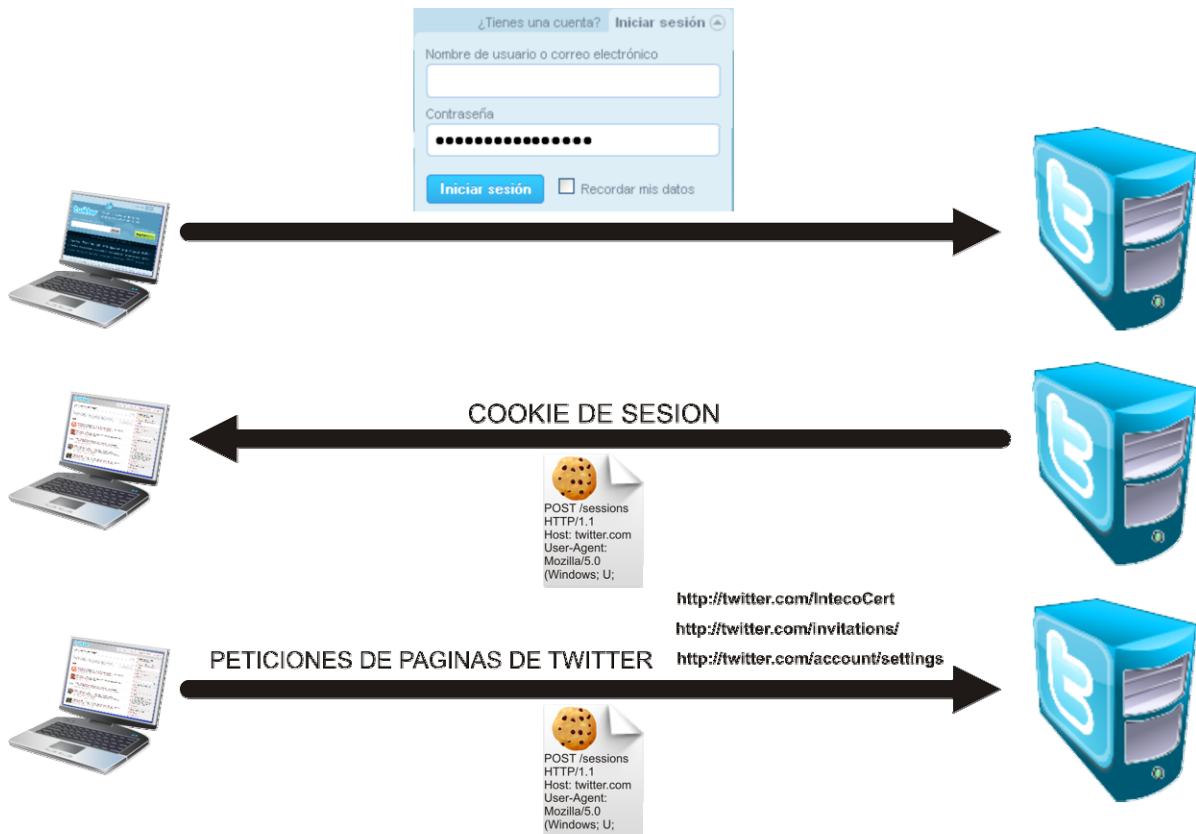 ¿Tienes una cuenta? Iniciar sesión
Nombre de usuario o correo electrónico
Contraseña
Iniciar sesión
Recordar mis datos
twitter
COOKIE DE SESION
POST /sessions
HTTP/1.1
Host: twitter.com
User-Agent:
Mozilla/5.0
(Windows; U;
http://twitter.com/IntecoCert
http://twitter.com/invitations/
PETICIONES DE PAGINAS DE TWITTER
http://twitter.com/account/settings
POST /sessions
HTTP/1.1
Host: twitter.com
User-Agent:
Mozilla/5.0
(Windows; U;